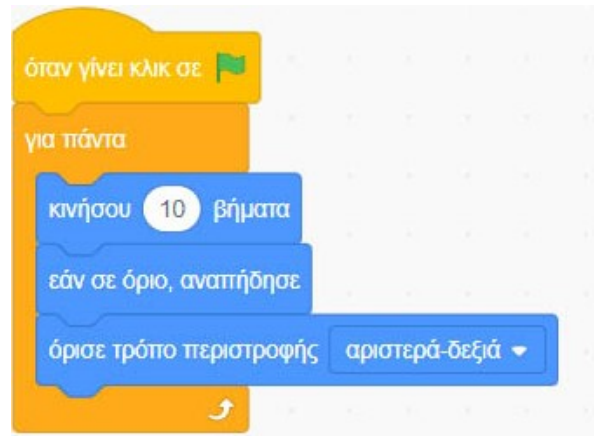 όταν γίνει κλικ σε
για πάντα
κινήσου 10 βήματα
εάν σε όριο, αναπήδησε
όρισε τρόπο περιστροφής αριστερά-δεξιά